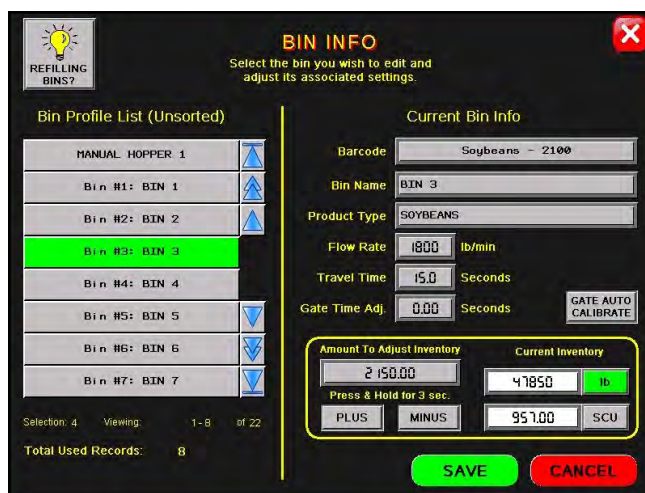 REFILLING
BINS?
BIN INFO
Select the bin you wish to edit and
adjust its associated settings.
Bin Profile List (Unsorted)
MANUAL HOPPER 1
Bin #1: BIN 1
Bin #2: BIN 2
Bin #3: BIN 3
Bin #4: BIN 4
Bin #5: BIN 5
Bin #6: BIN 6
Bin #7: BIN 7
Selection: 4 Viewing: 1-8 of 22
Total Used Records: 8
Current Bin Info
Barcode Soybeans - 2100
Bin Name BIN 3
Product Type SOYBEANS
Flow Rate 1800 lb/min
Travel Time 15.0 Seconds
Gate Time Adj. 0.00 Seconds
GATE AUTO
CALIBRATE
Amount To Adjust Inventory
2150.00
Press & Hold for 3 sec.
PLUS MINUS
Current Inventory
47850 lb
957.00 SCU
SAVE CANCEL